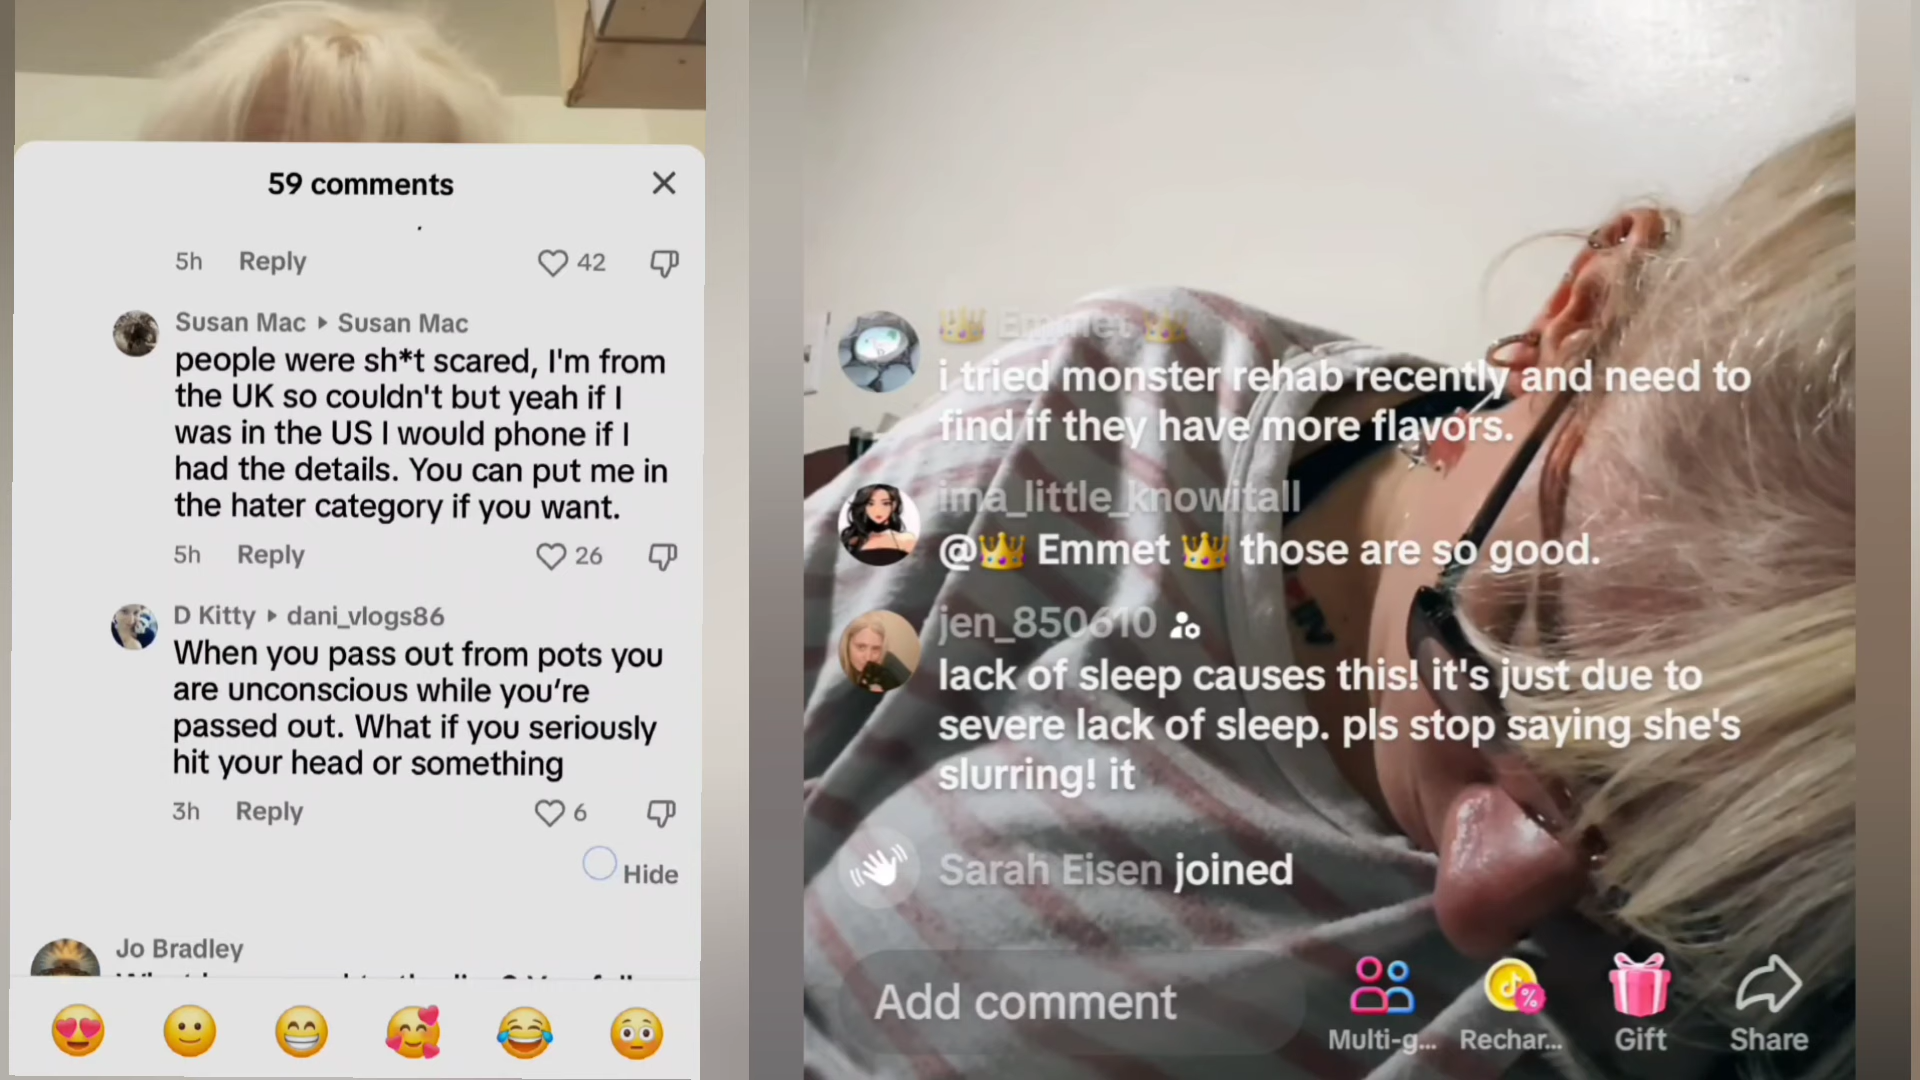 59 comments
5h Reply 42
Susan Mac ▸ Susan Mac
people were sh*t scared, I'm from
the UK so couldn't but yeah if I
was in the US I would phone if I
had the details. You can put me in
the hater category if you want.
5h Reply 26
D Kitty ▸ dani_vlogs86
When you pass out from pots you
are unconscious while you're
passed out. What if you seriously
hit your head or something
3h Reply 6
Hide
Jo Bradley
👑 Emmet 👑
i tried monster rehab recently and need to
find if they have more flavors.
ima_little_knowitall
@👑 Emmet 👑 those are so good.
jen_850610
lack of sleep causes this! it's just due to
severe lack of sleep. pls stop saying she's
slurring! it
Sarah Eisen joined
Add comment
Multi-g... Rechar... Gift Share